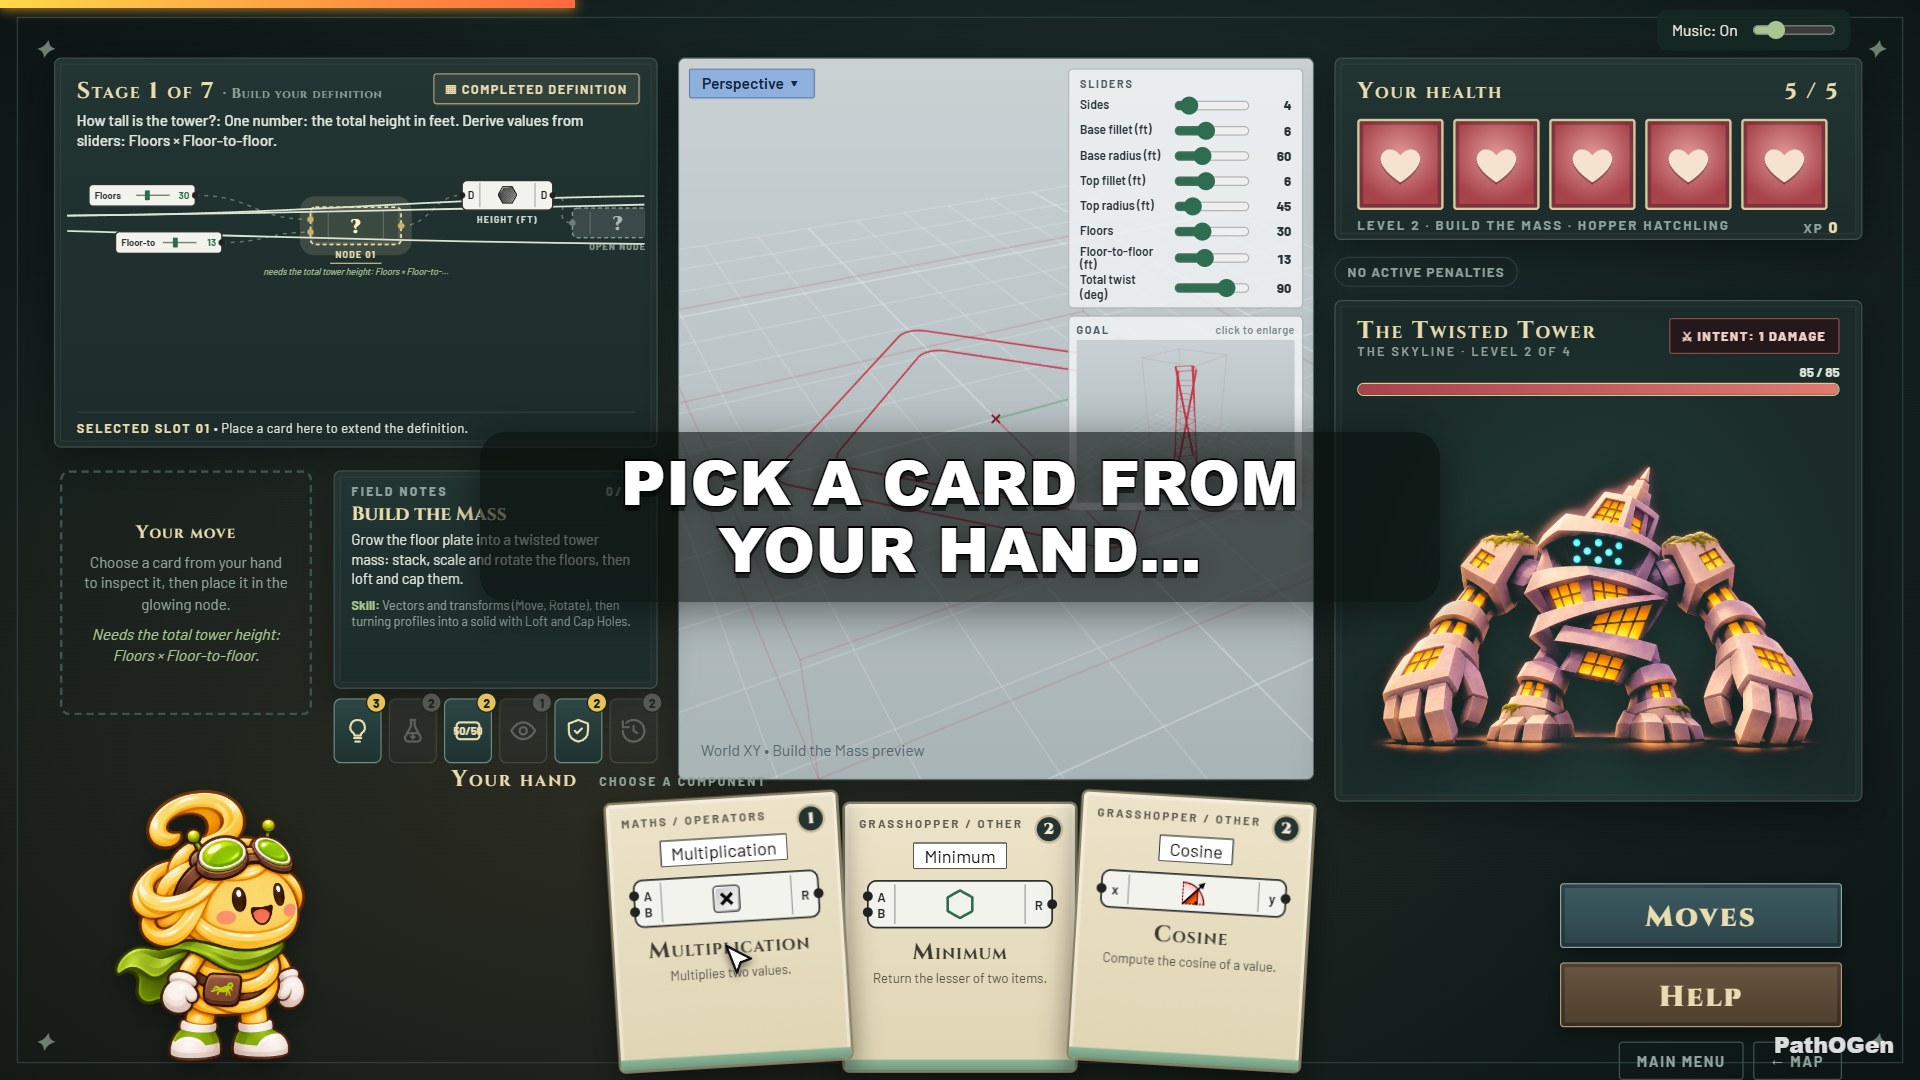 Music: On
STAGE 1 OF 7 · BUILD YOUR DEFINITION
COMPLETED DEFINITION
How tall is the tower?: One number: the total height in feet. Derive values from
sliders: Floors × Floor-to-floor.
Floors 30
Floor-to 13
?
NODE 01
needs the total tower height: Floors × Floor-to-...
D D
HEIGHT (FT)
?
OPEN NODE
SELECTED SLOT 01 • Place a card here to extend the definition.
Perspective ▼
SLIDERS
Sides 4
Base fillet (ft) 6
Base radius (ft) 60
Top fillet (ft) 6
Top radius (ft) 45
Floors 30
Floor-to-floor (ft) 13
Total twist (deg) 90
GOAL click to enlarge
World XY • Build the Mass preview
YOUR HEALTH 5 / 5
LEVEL 2 · BUILD THE MASS · HOPPER HATCHLING XP 0
NO ACTIVE PENALTIES
THE TWISTED TOWER
THE SKYLINE · LEVEL 2 OF 4
INTENT: 1 DAMAGE
85 / 85
PICK A CARD FROM
YOUR HAND...
YOUR MOVE
Choose a card from your hand
to inspect it, then place it in the
glowing node.
Needs the total tower height:
Floors × Floor-to-floor.
FIELD NOTES
BUILD THE MASS
Grow the floor plate into a twisted tower
mass: stack, scale and rotate the floors, then
loft and cap them.
Skill: Vectors and transforms (Move, Rotate), then
turning profiles into a solid with Loft and Cap Holes.
3 2 2 1 2 2
50/50
YOUR HAND CHOOSE A COMPONENT
MATHS / OPERATORS 1
Multiplication
A B R
MULTIPLICATION
Multiplies two values.
GRASSHOPPER / OTHER 2
Minimum
A B R
MINIMUM
Return the lesser of two items.
GRASSHOPPER / OTHER 2
Cosine
x y
COSINE
Compute the cosine of a value.
MOVES
HELP
MAIN MENU
← MAP
PathOGen